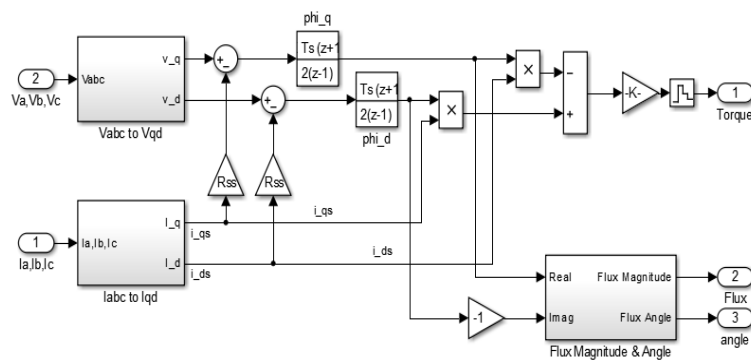 phi_q
Ts(z+1
2(z-1)
v_q
v_d
Vabc
2
Va,Vb,Vc
Vabc to Vqd
+
-
+
-
Ts(z+1
2(z-1)
phi_d
X
X
-
+
-K-
1
Torque
Rss
Rss
1
Ia,Ib,Ic
Ia,Ib,Ic
I_q
I_d
Iabc to Iqd
i_qs
i_ds
i_qs
i_ds
-1
Real
Imag
Flux Magnitude
Flux Angle
Flux Magnitude & Angle
2
Flux
3
angle